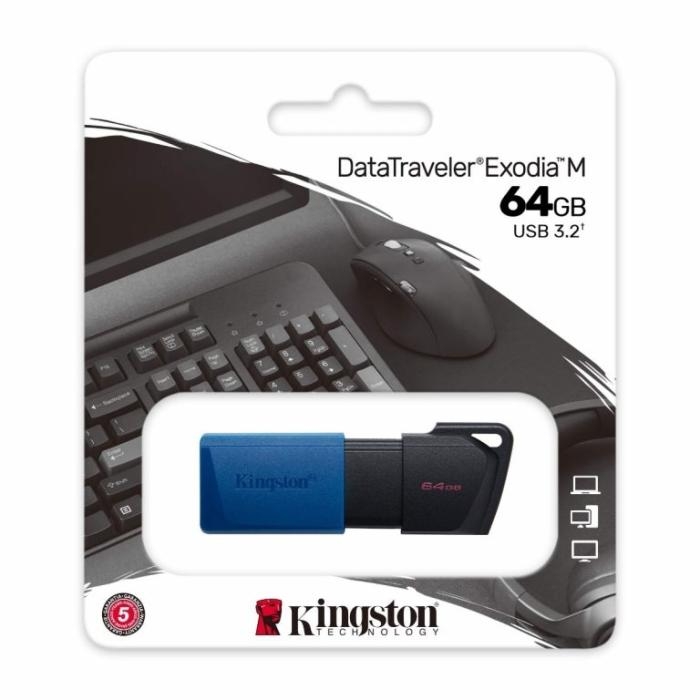 DataTraveler®Exodia™M
64GB
USB 3.2†
Kingston
64GB
5
Kingston
TECHNOLOGY